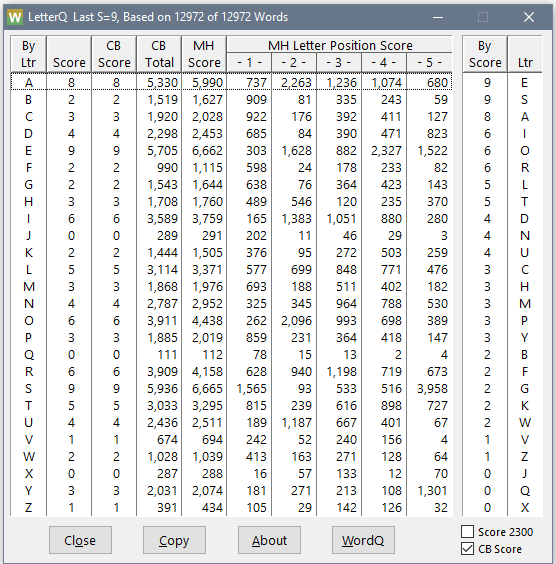 W LetterQ Last S=9, Based on 12972 of 12972 Words
By CB CB MH MH Letter Position Score By
Ltr Score Score Total Score - 1 - - 2 - - 3 - - 4 - - 5 - Score Ltr
A 8 8 5,330 5,990 737 2,263 1,236 1,074 680 9 E
B 2 2 1,519 1,627 909 81 335 243 59 9 S
C 3 3 1,920 2,028 922 176 392 411 127 8 A
D 4 4 2,298 2,453 685 84 390 471 823 6 I
E 9 9 5,705 6,662 303 1,628 882 2,327 1,522 6 O
F 2 2 990 1,115 598 24 178 233 82 6 R
G 2 2 1,543 1,644 638 76 364 423 143 5 L
H 3 3 1,708 1,760 489 546 120 235 370 5 T
I 6 6 3,589 3,759 165 1,383 1,051 880 280 4 D
J 0 0 289 291 202 11 46 29 3 4 N
K 2 2 1,444 1,505 376 95 272 503 259 4 U
L 5 5 3,114 3,371 577 699 848 771 476 3 C
M 3 3 1,868 1,976 693 188 511 402 182 3 H
N 4 4 2,787 2,952 325 345 964 788 530 3 M
O 6 6 3,911 4,438 262 2,096 993 698 389 3 P
P 3 3 1,885 2,019 859 231 364 418 147 3 Y
Q 0 0 111 112 78 15 13 2 4 2 B
R 6 6 3,909 4,158 628 940 1,198 719 673 2 F
S 9 9 5,936 6,665 1,565 93 533 516 3,958 2 G
T 5 5 3,033 3,295 815 239 616 898 727 2 K
U 4 4 2,436 2,511 189 1,187 667 401 67 2 W
V 1 1 674 694 242 52 240 156 4 1 V
W 2 2 1,028 1,039 413 163 271 128 64 1 Z
X 0 0 287 288 16 57 133 12 70 0 J
Y 3 3 2,031 2,074 181 271 213 108 1,301 0 Q
Z 1 1 391 434 105 29 142 126 32 0 X
Close Copy About WordQ Score 2300
CB Score